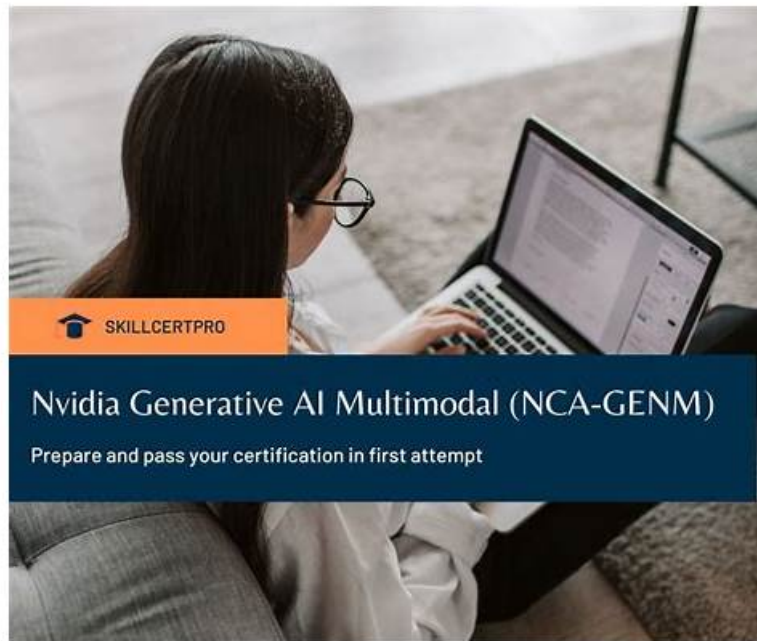 SKILLCERTPRO
Nvidia Generative AI Multimodal (NCA-GENM)
Prepare and pass your certification in first attempt